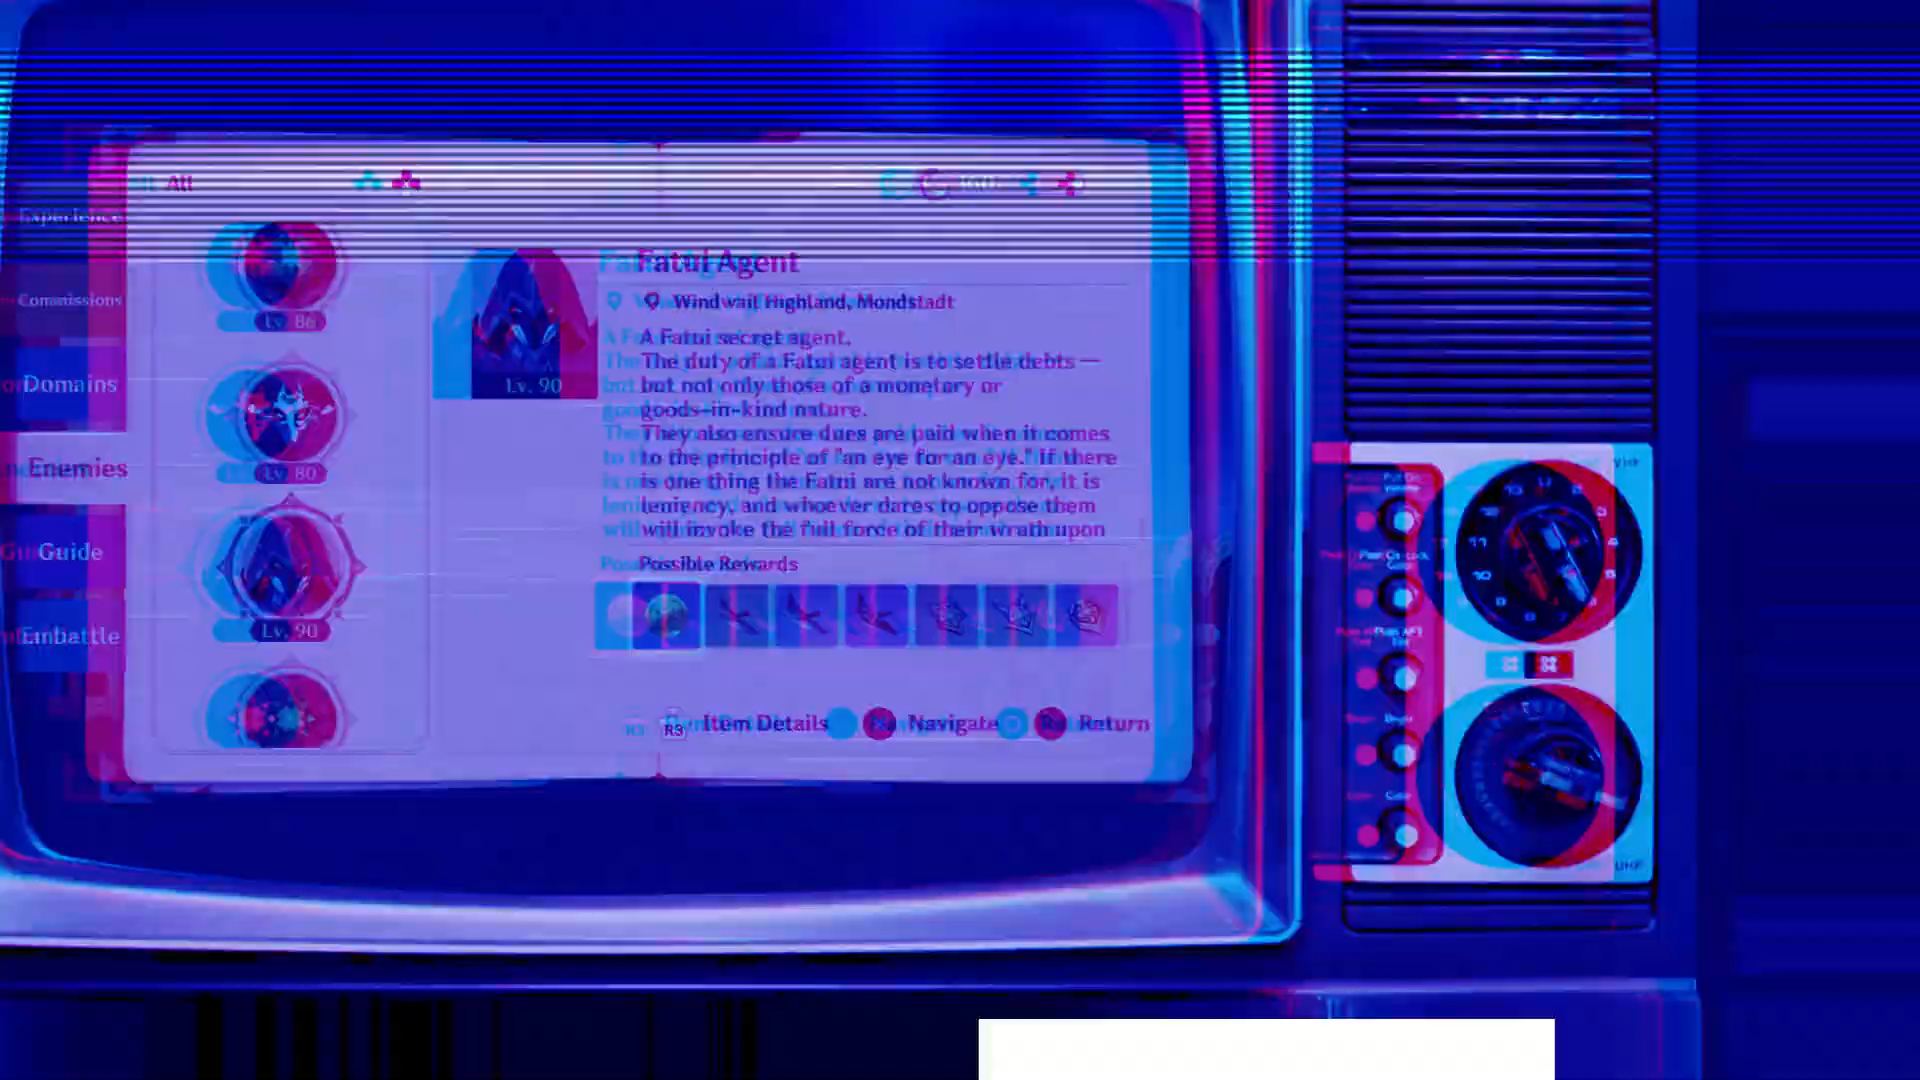 All
160
Experience
Commissions
Domains
Enemies
Guide
Embattle
Lv. 86
Lv. 80
Lv. 90
Lv. 90
Fatui Agent
Windwail Highland, Mondstadt
A Fatui secret agent.
The duty of a Fatui agent is to settle debts —
but not only those of a monetary or
goods-in-kind nature.
They also ensure dues are paid when it comes
to the principle of "an eye for an eye." If there
is one thing the Fatui are not known for, it is
leniency, and whoever dares to oppose them
will invoke the full force of their wrath upon
Possible Rewards
R3 Item Details
Navigate
Return
VHF
UHF